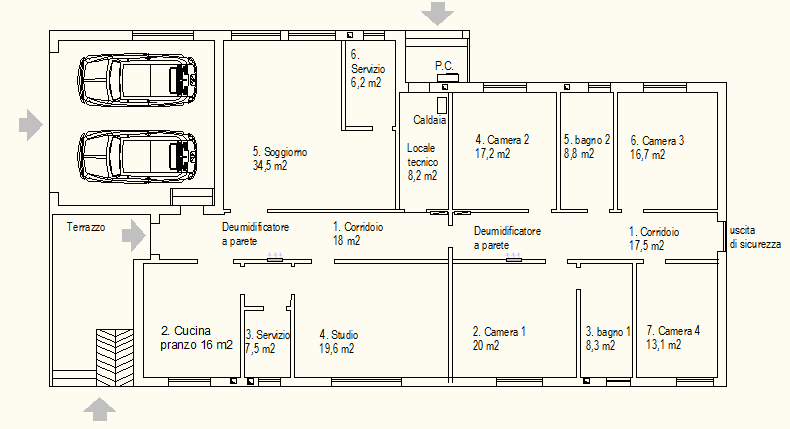 6.
Servizio
6,2 m2
P.C.
Caldaia
Locale
tecnico
8,2 m2
4. Camera 2
17,2 m2
5. bagno 2
8,8 m2
6. Camera 3
16,7 m2
5. Soggiorno
34,5 m2
Terrazzo
Deumidificatore
a parete
1. Corridoio
18 m2
Deumidificatore
a parete
1. Corridoio
17,5 m2
uscita
di sicurezza
2. Cucina
pranzo 16 m2
3. Servizio
7,5 m2
4. Studio
19,6 m2
2. Camera 1
20 m2
3. bagno 1
8,3 m2
7. Camera 4
13,1 m2